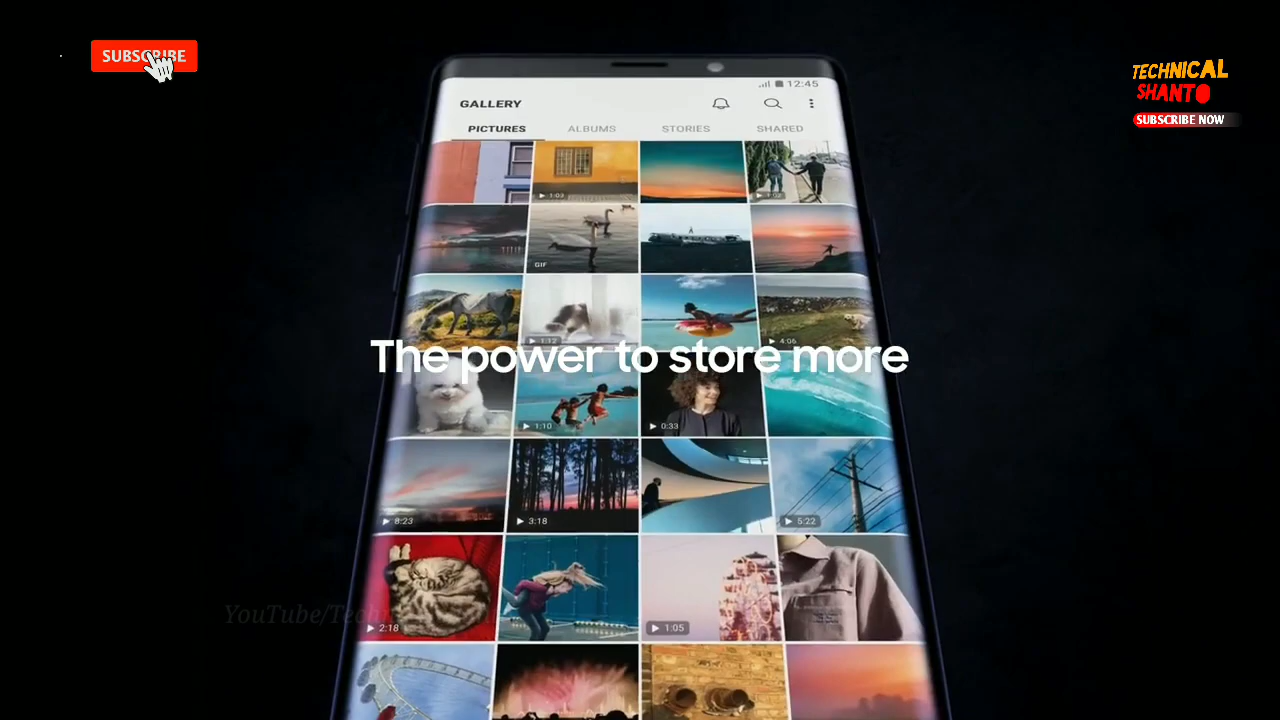 SUBSCRIBE
TECHNICAL
SHANTO
SUBSCRIBE NOW
12:45
GALLERY
PICTURES ALBUMS STORIES SHARED
1:03
1:02
GIF
1:12
4:06
The power to store more
1:10
0:33
8:23
3:18
5:22
2:18
1:05
YouTube/Tech